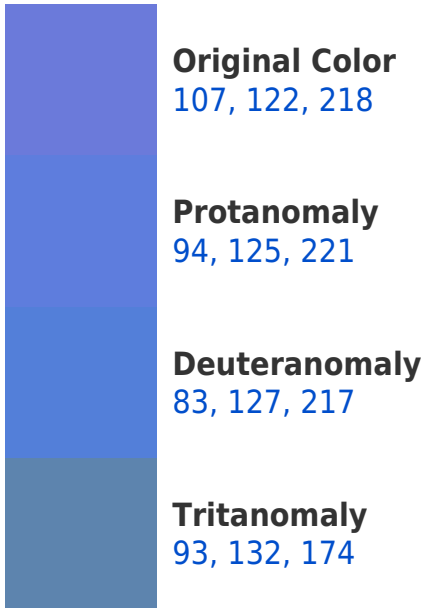 Original Color
107, 122, 218
Protanomaly
94, 125, 221
Deuteranomaly
83, 127, 217
Tritanomaly
93, 132, 174